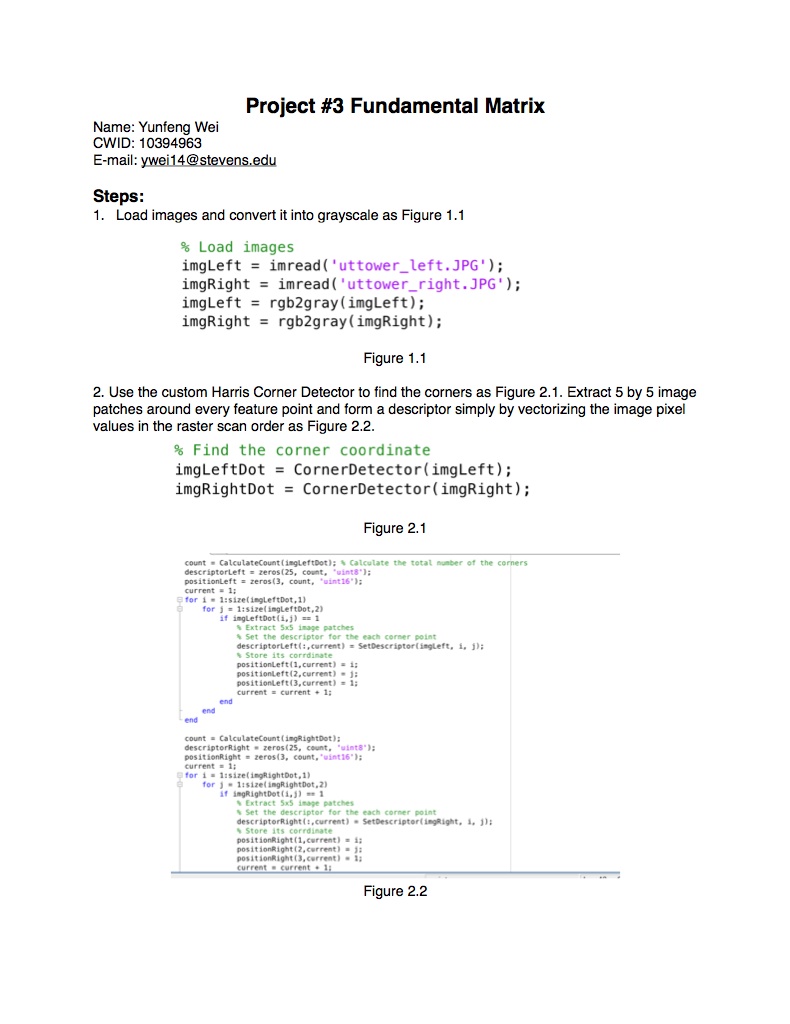 Project #3 Fundamental Matrix
Name: Yunfeng Wei
CWID: 10394963
E-mail: ywei14@stevens.edu
Steps:
1. Load images and convert it into grayscale as Figure 1.1
% Load images
imgLeft = imread('uttower_left.JPG');
imgRight = imread('uttower_right.JPG');
imgLeft = rgb2gray(imgLeft);
imgRight = rgb2gray(imgRight);
Figure 1.1
2. Use the custom Harris Corner Detector to find the corners as Figure 2.1. Extract 5 by 5 image
patches around every feature point and form a descriptor simply by vectorizing the image pixel
values in the raster scan order as Figure 2.2.
% Find the corner coordinate
imgLeftDot = CornerDetector(imgLeft);
imgRightDot = CornerDetector(imgRight);
Figure 2.1
count = CalculateCount(imgLeftDot); % Calculate the total number of the corners
descriptorLeft = zeros(25, count, 'uint8');
positionLeft = zeros(3, count, 'uint16');
current = 1;
for i = 1:size(imgLeftDot,1)
for j = 1:size(imgLeftDot,2)
if imgLeftDot(i,j) == 1
% Extract 5x5 image patches
% Set the descriptor for the each corner point
descriptorLeft(:,current) = SetDescriptor(imgLeft, i, j);
% Store its corrdinate
positionLeft(1,current) = i;
positionLeft(2,current) = j;
positionLeft(3,current) = 1;
current = current + 1;
end
end
end
count = CalculateCount(imgRightDot);
descriptorRight = zeros(25, count, 'uint8');
positionRight = zeros(3, count,'uint16');
current = 1;
for i = 1:size(imgRightDot,1)
for j = 1:size(imgRightDot,2)
if imgRightDot(i,j) == 1
% Extract 5x5 image patches
% Set the descriptor for the each corner point
descriptorRight(:,current) = SetDescriptor(imgRight, i, j);
% Store its corrdinate
positionRight(1,current) = i;
positionRight(2,current) = j;
positionRight(3,current) = 1;
current = current + 1;
Figure 2.2